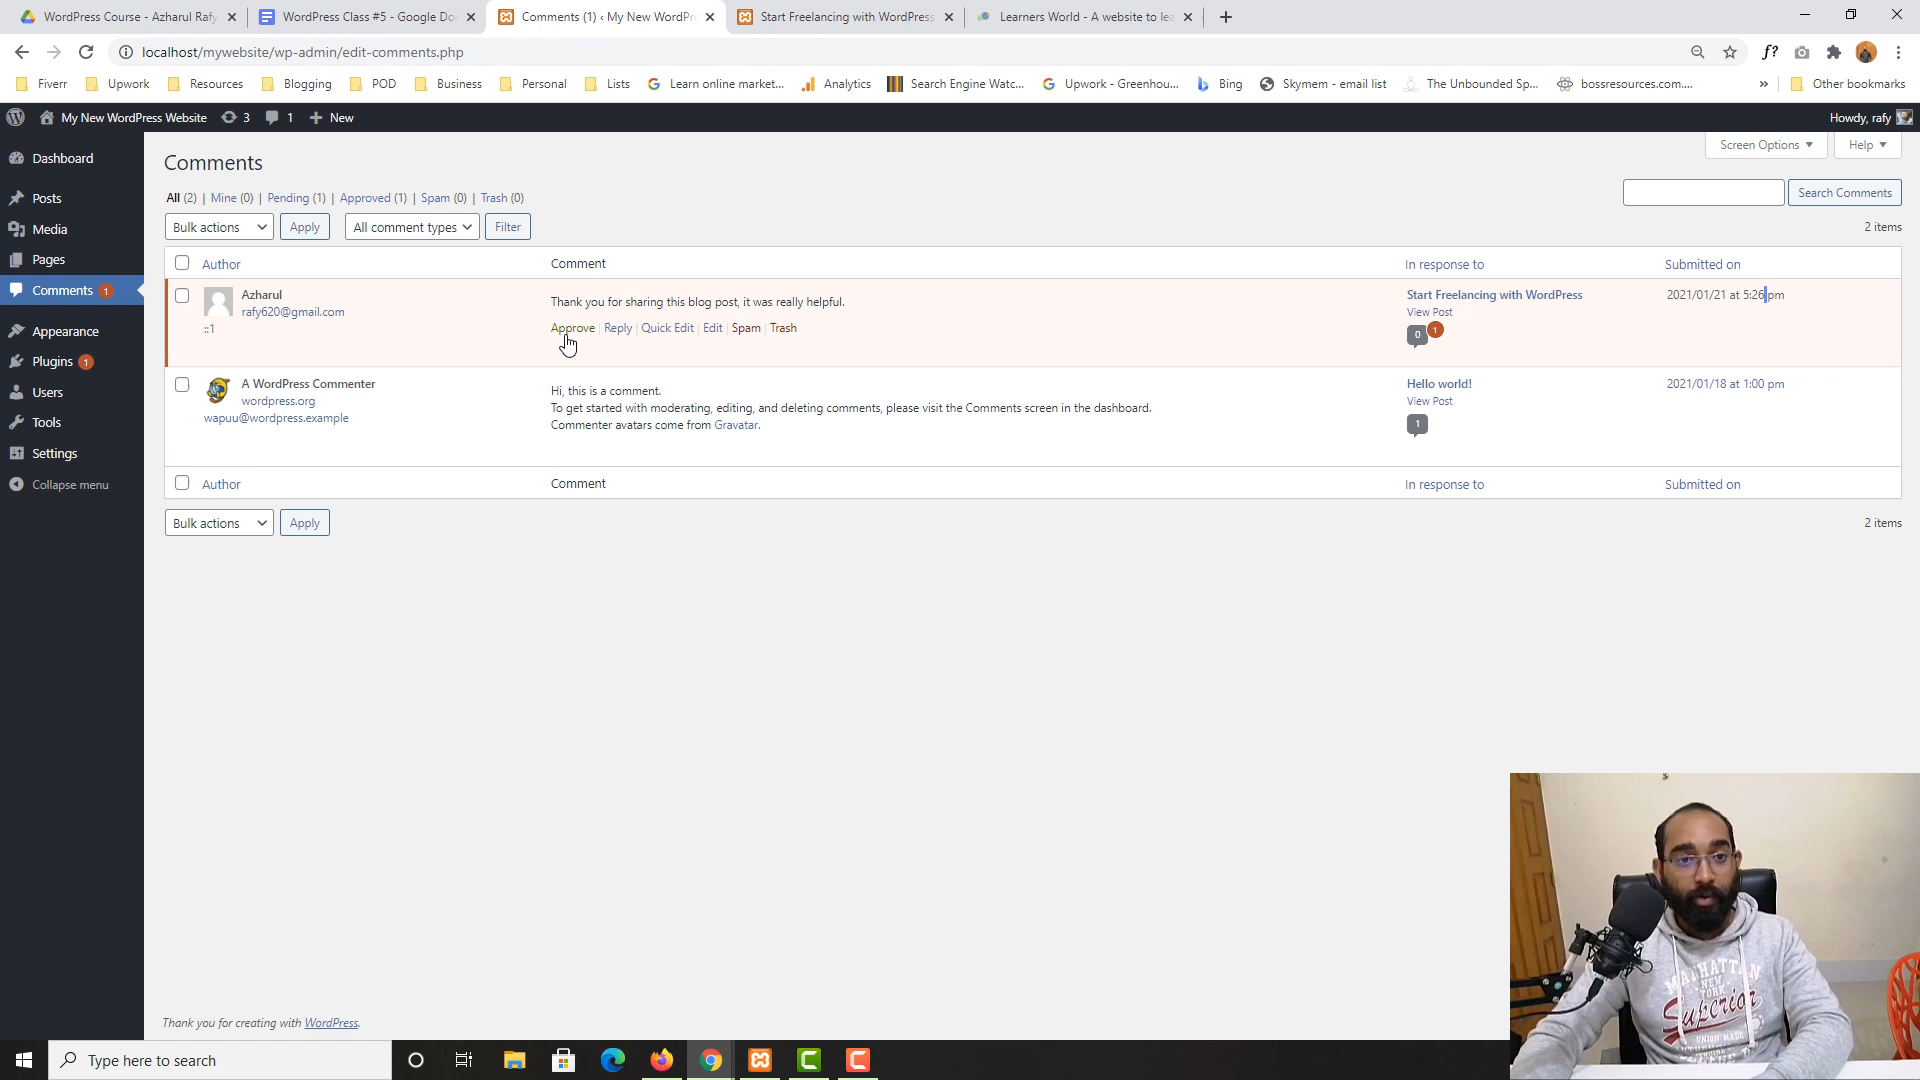 WordPress Course - Azharul Rafy
WordPress Class #5 - Google Do
Comments (1) ‹ My New WordPr
Start Freelancing with WordPress
Learners World - A website to lea
localhost/mywebsite/wp-admin/edit-comments.php
f?
Fiverr
Upwork
Resources
Blogging
POD
Business
Personal
Lists
Learn online market...
Analytics
Search Engine Watc...
Upwork - Greenhou...
Bing
Skymem - email list
The Unbounded Sp...
bossresources.com....
»
Other bookmarks
My New WordPress Website
3
1
+ New
Howdy, rafy
Dashboard
Posts
Media
Pages
Comments 1
Appearance
Plugins 1
Users
Tools
Settings
Collapse menu
Comments
Screen Options
Help
All (2) | Mine (0) | Pending (1) | Approved (1) | Spam (0) | Trash (0)
Search Comments
Bulk actions
Apply
All comment types
Filter
2 items
Author
Comment
In response to
Submitted on
Azharul
rafy620@gmail.com
::1
Thank you for sharing this blog post, it was really helpful.
Approve | Reply | Quick Edit | Edit | Spam | Trash
Start Freelancing with WordPress
View Post
0 1
2021/01/21 at 5:26 pm
A WordPress Commenter
wordpress.org
wapuu@wordpress.example
Hi, this is a comment.
To get started with moderating, editing, and deleting comments, please visit the Comments screen in the dashboard.
Commenter avatars come from Gravatar.
Hello world!
View Post
1
2021/01/18 at 1:00 pm
Author
Comment
In response to
Submitted on
Bulk actions
Apply
2 items
Thank you for creating with WordPress.
MANHATTAN
NEW YORK
Superior
Type here to search